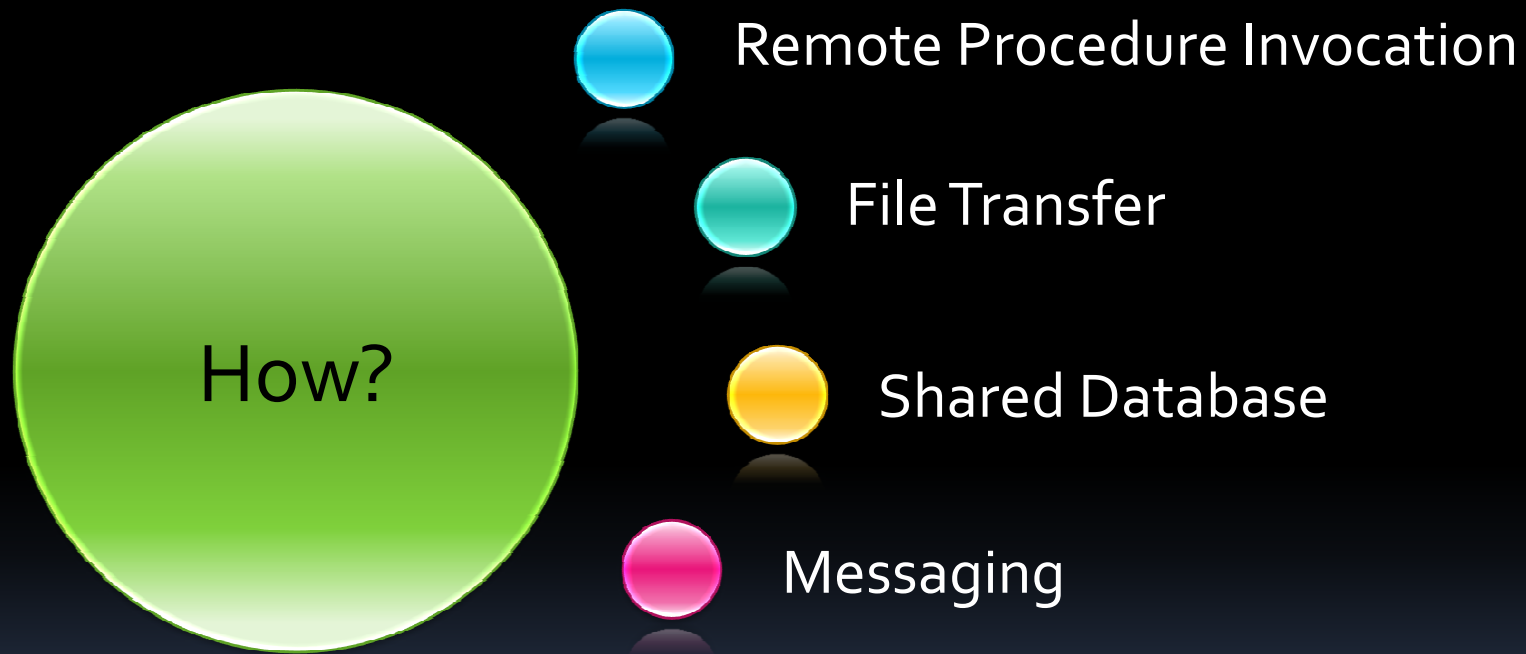 Remote Procedure Invocation
File Transfer
How?
Shared Database
Messaging